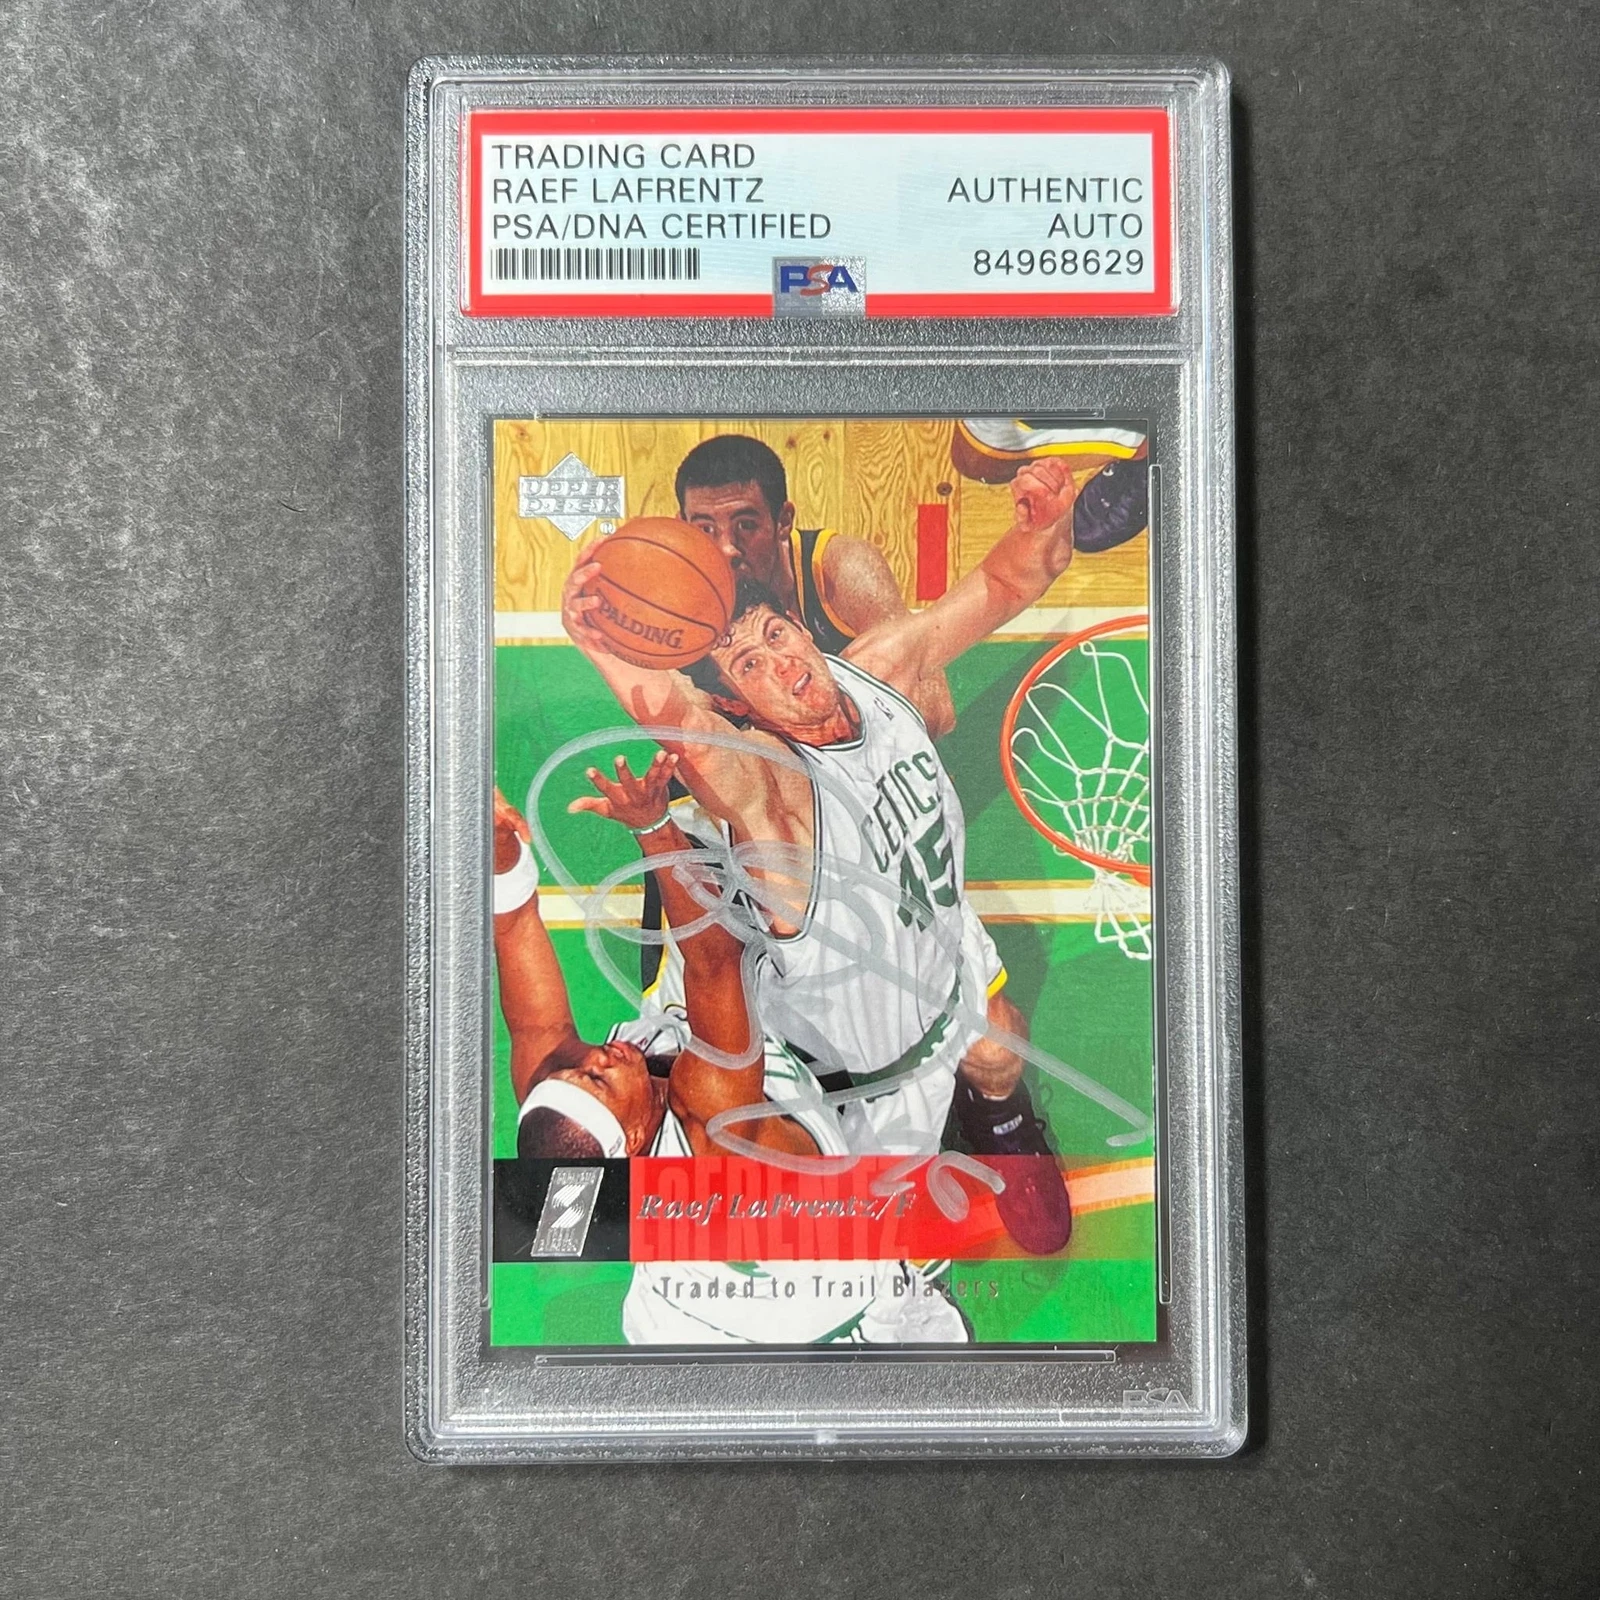 TRADING CARD
RAEF LAFRENTZ AUTHENTIC
PSA/DNA CERTIFIED AUTO
84968629
PSA
UPPER DECK
SPALDING
CELTICS
45
Raef LaFrentz/F
LAFRENTZ
Traded to Trail Blazers
PSA